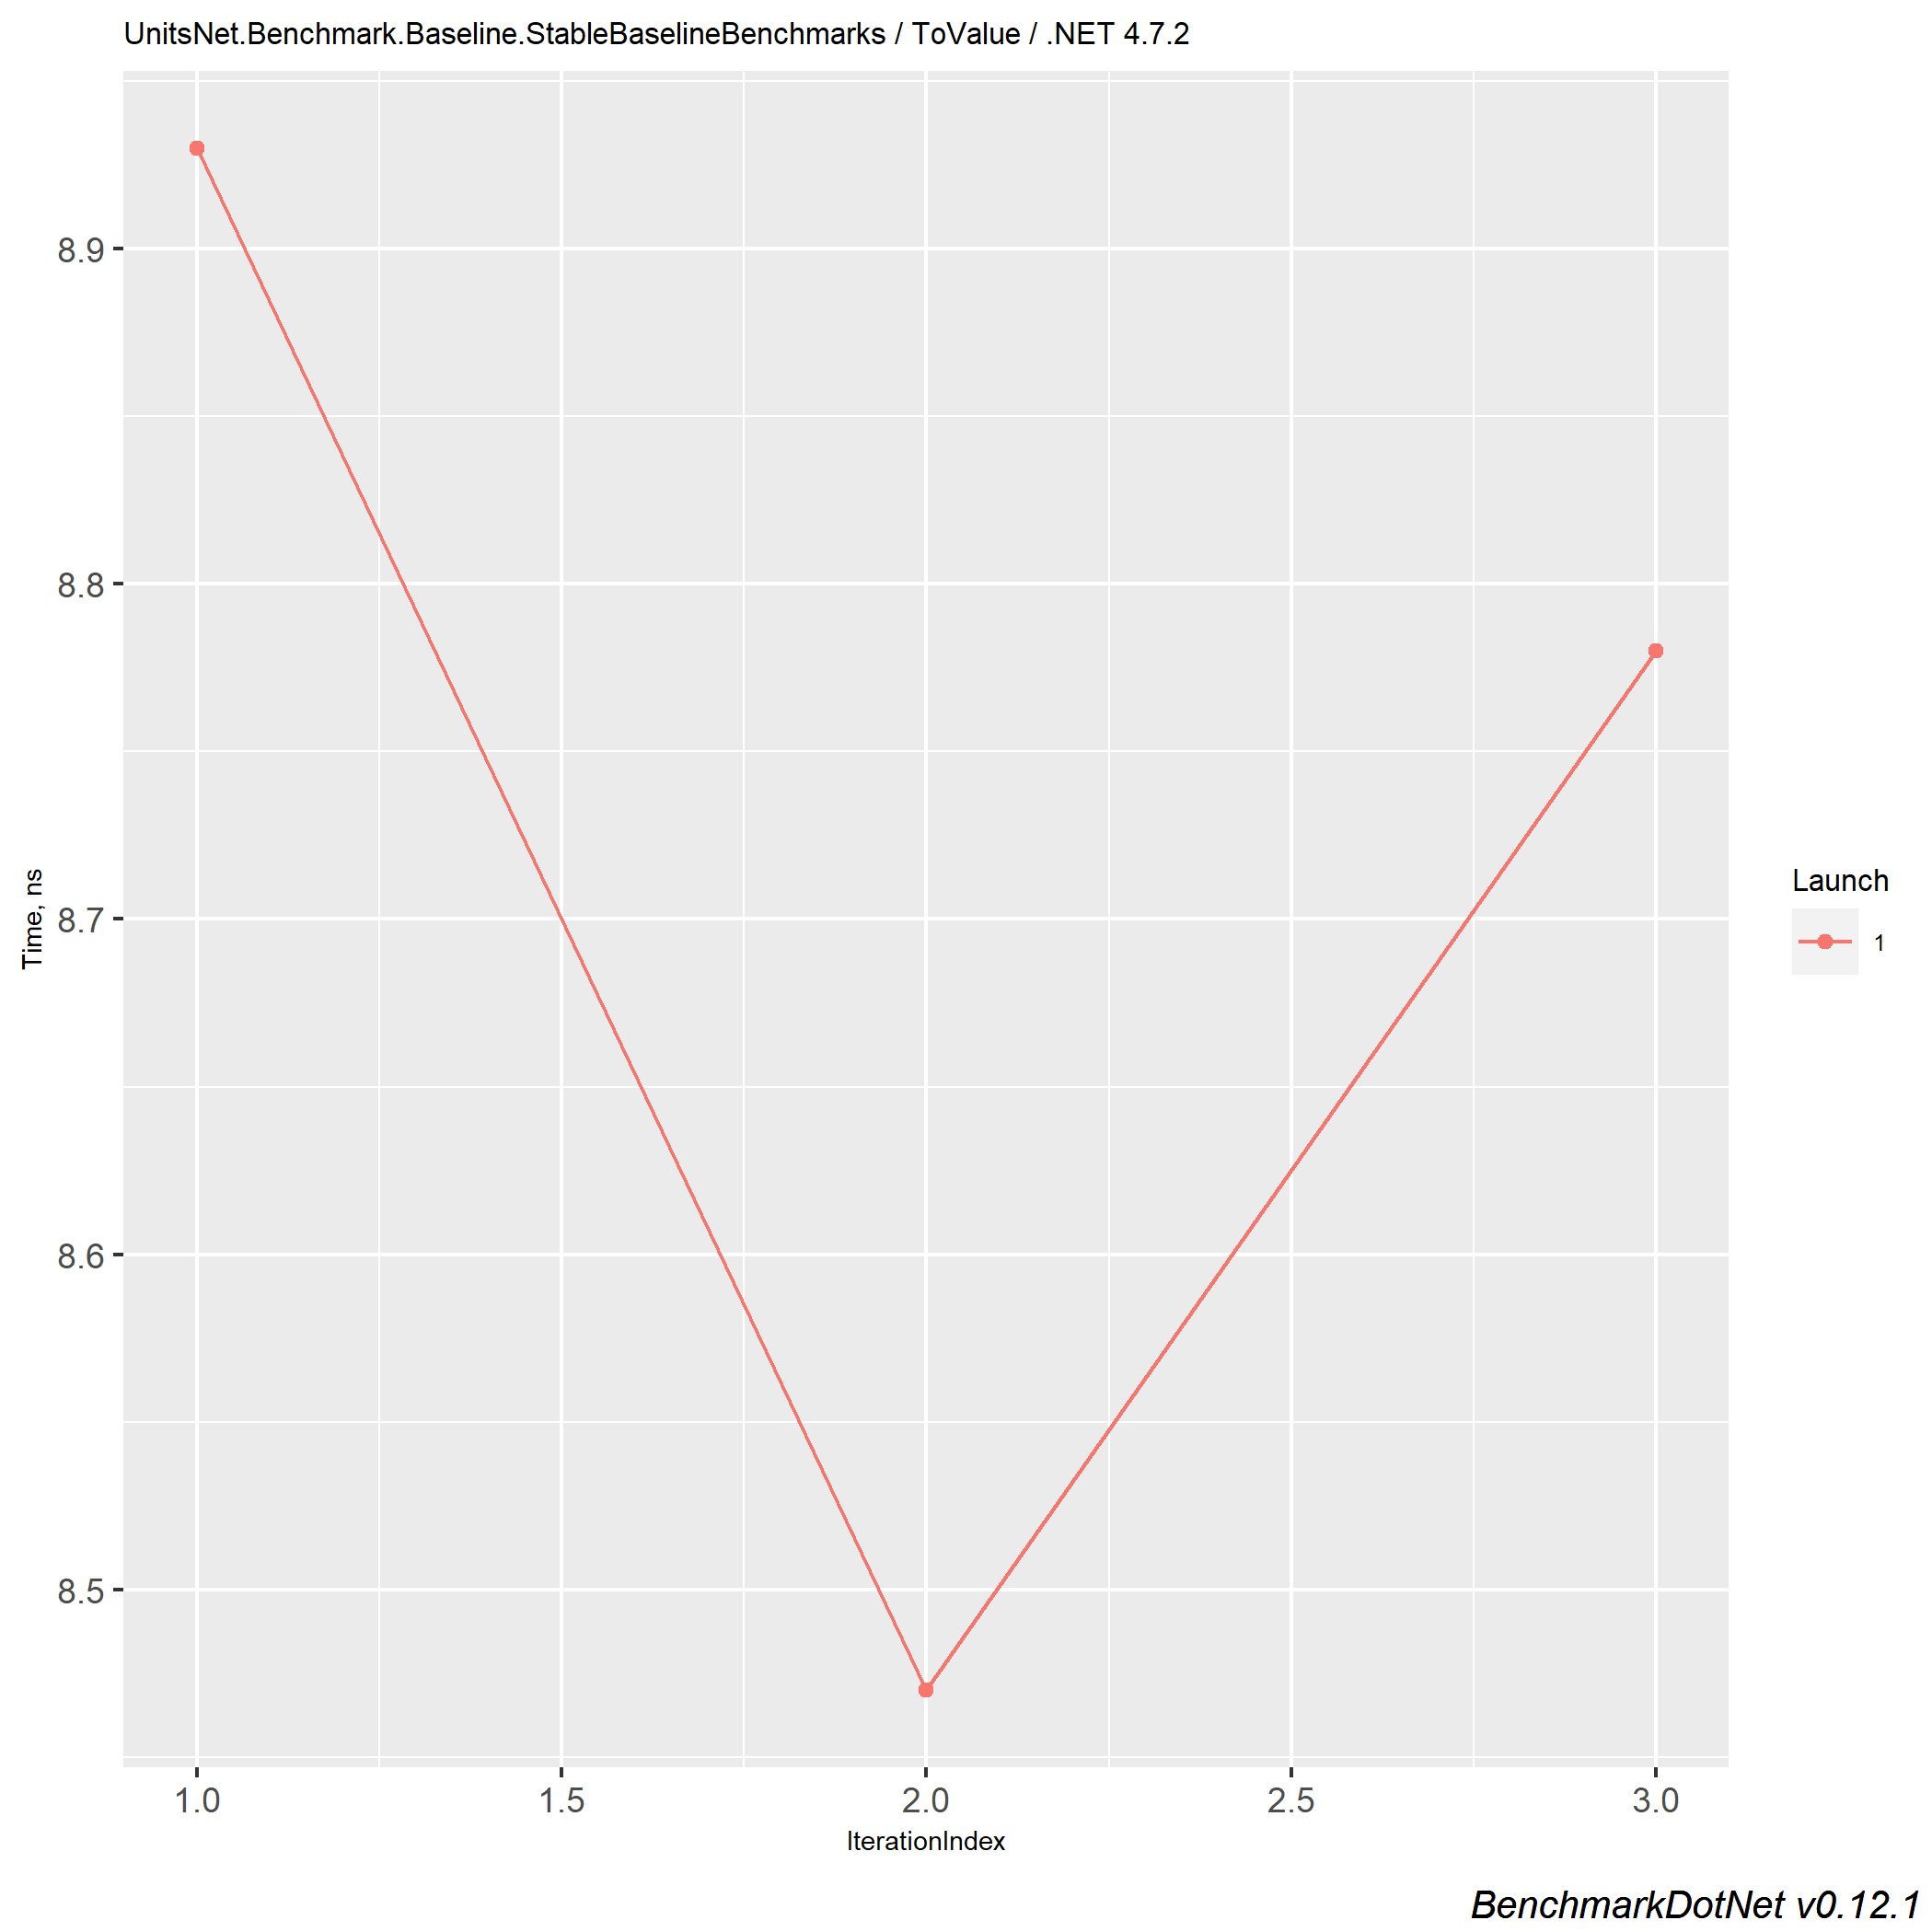 UnitsNet.Benchmark.Baseline.StableBaselineBenchmarks / ToValue / .NET 4.7.2
8.9
8.8
8.7
8.6
8.5
Time, ns
1.0 1.5 2.0 2.5 3.0
IterationIndex
Launch
1
BenchmarkDotNet v0.12.1